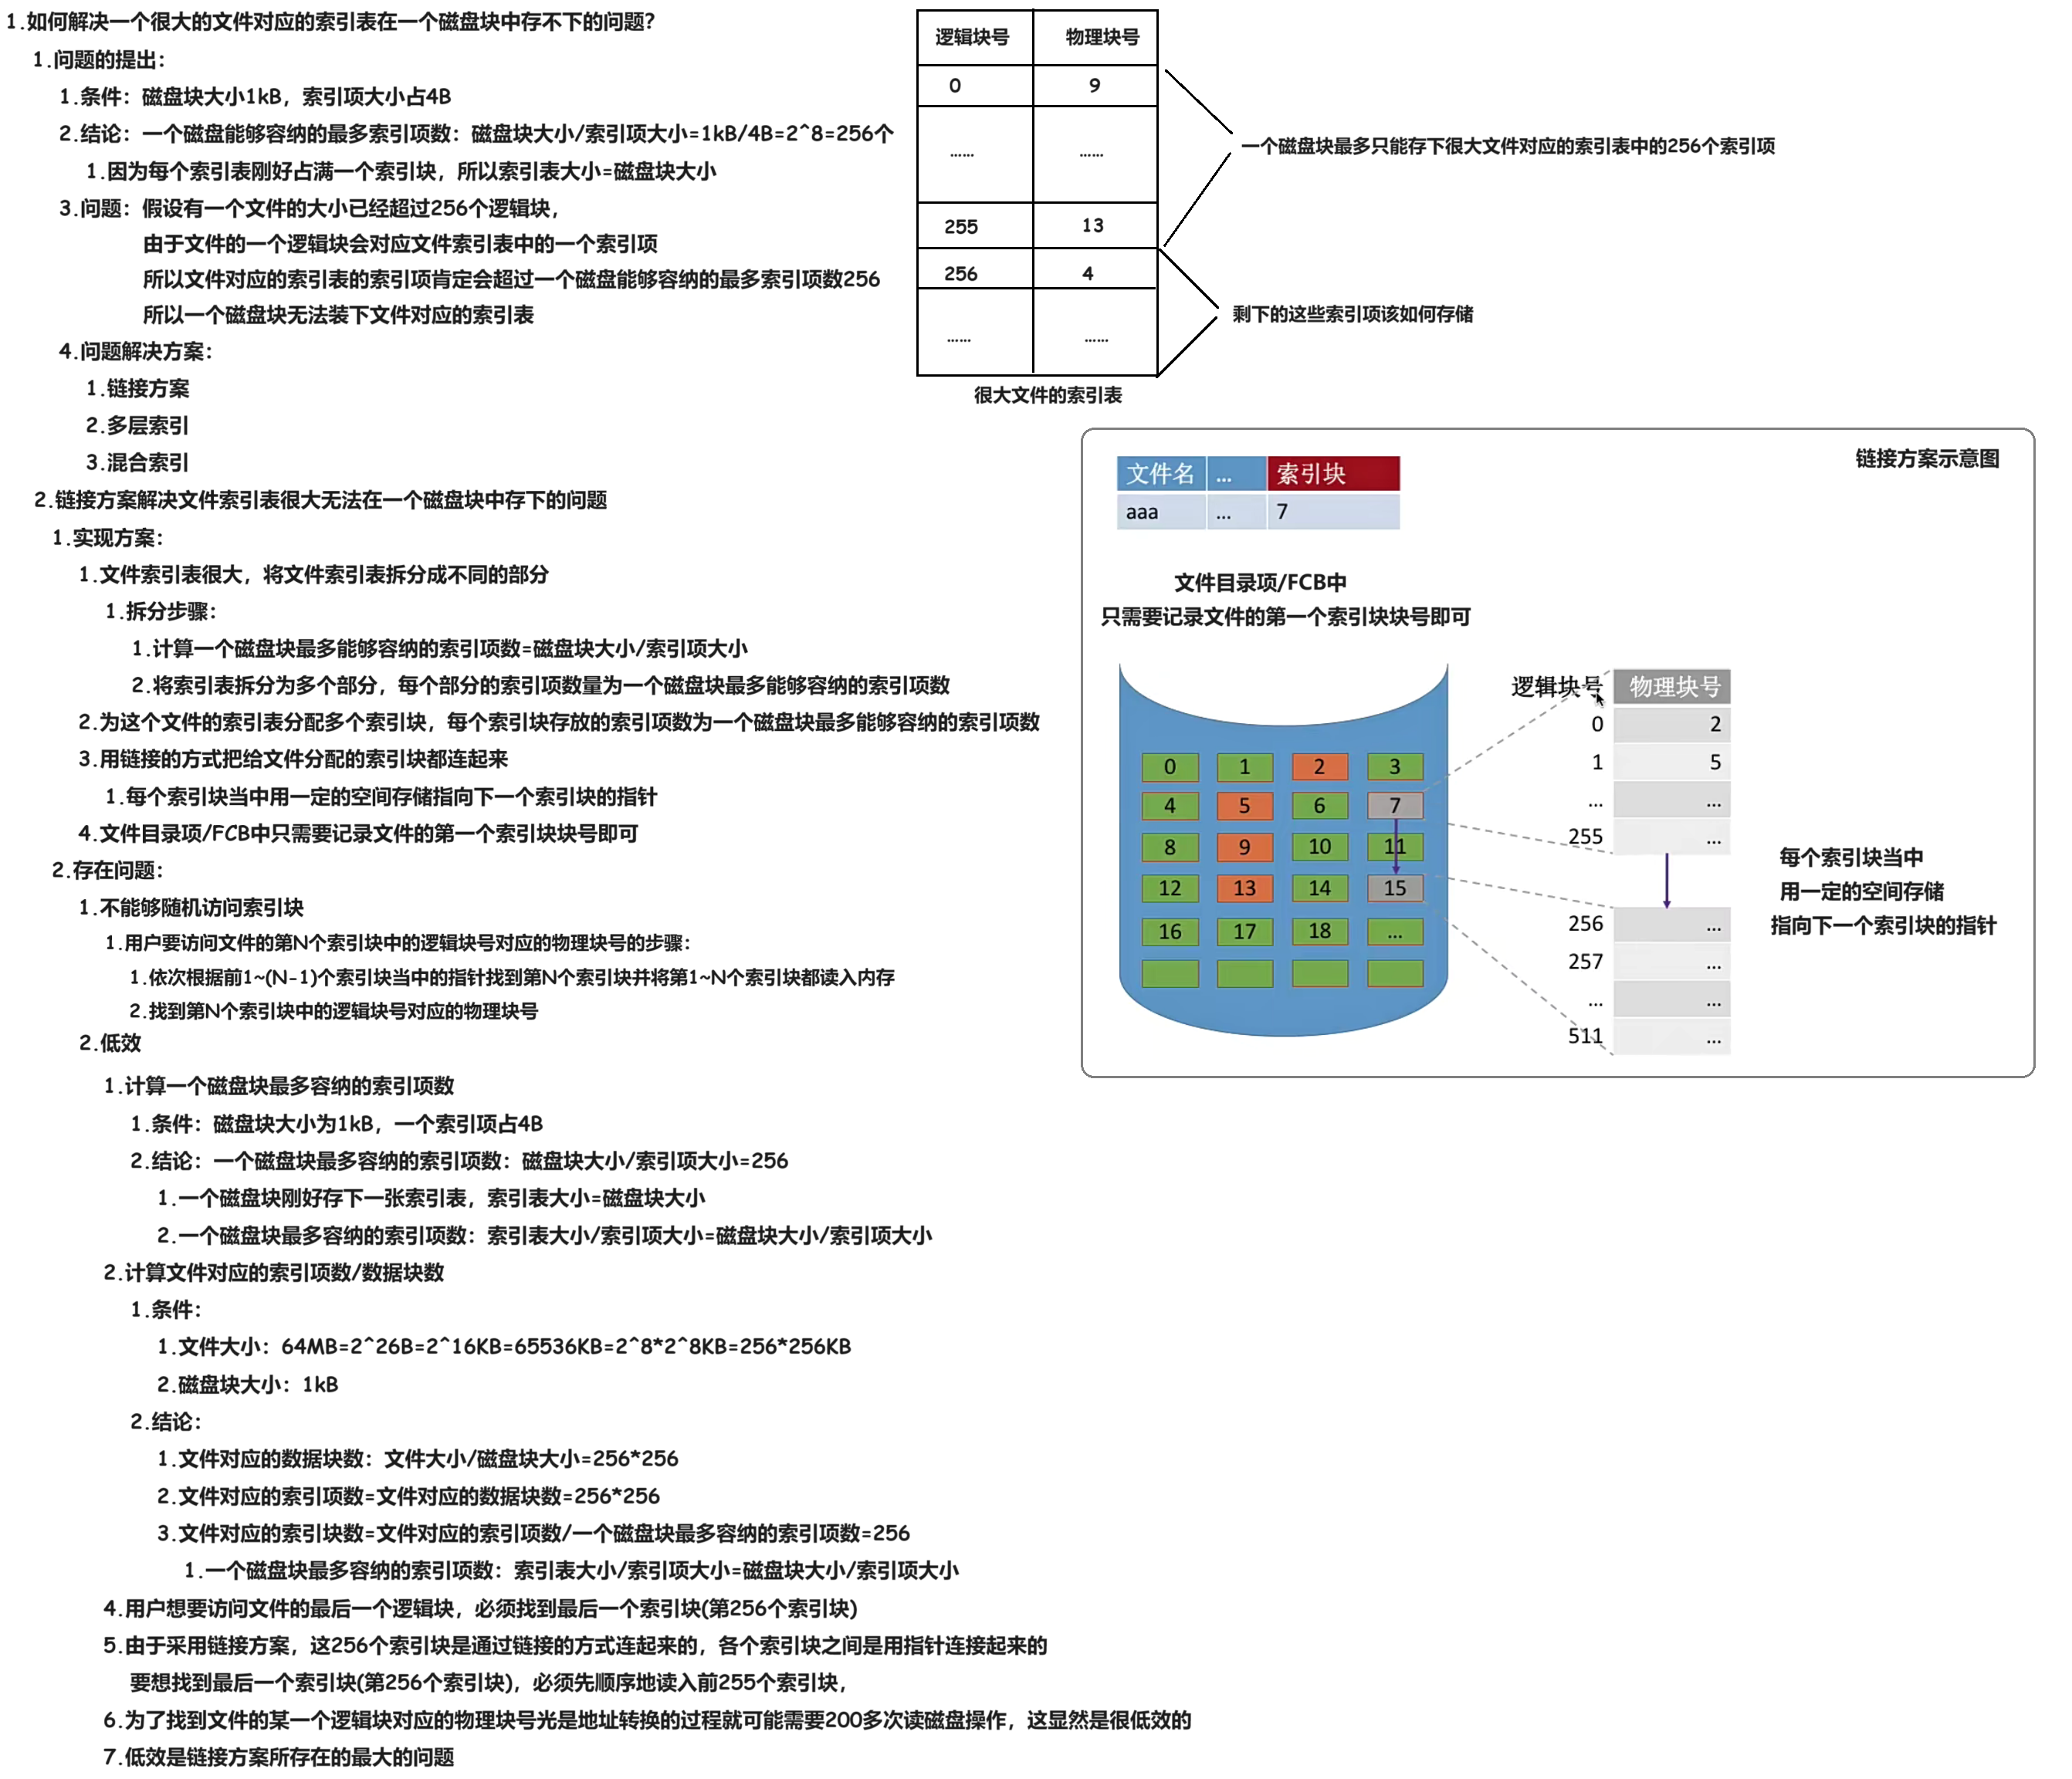 1.如何解决一个很大的文件对应的索引表在一个磁盘块中存不下的问题?
1.问题的提出:
1.条件：磁盘块大小1kB，索引项大小占4B
2.结论：一个磁盘能够容纳的最多索引项数：磁盘块大小/索引项大小=1kB/4B=2^8=256个
1.因为每个索引表刚好占满一个索引块，所以索引表大小=磁盘块大小
3.问题：假设有一个文件的大小已经超过256个逻辑块，
由于文件的一个逻辑块会对应文件索引表中的一个索引项
所以文件对应的索引表的索引项肯定会超过一个磁盘能够容纳的最多索引项数256
所以一个磁盘块无法装下文件对应的索引表
4.问题解决方案：
1.链接方案
2.多层索引
3.混合索引
逻辑块号 物理块号
0 9
...... ......
255 13
256 4
...... ......
很大文件的索引表
一个磁盘块最多只能存下很大文件对应的索引表中的256个索引项
剩下的这些索引项该如何存储
2.链接方案解决文件索引表很大无法在一个磁盘块中存下的问题
1.实现方案：
1.文件索引表很大，将文件索引表拆分成不同的部分
1.拆分步骤：
1.计算一个磁盘块最多能够容纳的索引项数=磁盘块大小/索引项大小
2.将索引表拆分为多个部分，每个部分的索引项数量为一个磁盘块最多能够容纳的索引项数
2.为这个文件的索引表分配多个索引块，每个索引块存放的索引项数为一个磁盘块最多能够容纳的索引项数
3.用链接的方式把给文件分配的索引块都连起来
1.每个索引块当中用一定的空间存储指向下一个索引块的指针
4.文件目录项/FCB中只需要记录文件的第一个索引块块号即可
2.存在问题：
1.不能够随机访问索引块
1.用户要访问文件的第N个索引块中的逻辑块号对应的物理块号的步骤：
1.依次根据前1~(N-1)个索引块当中的指针找到第N个索引块并将第1~N个索引块都读入内存
2.找到第N个索引块中的逻辑块号对应的物理块号
2.低效
1.计算一个磁盘块最多容纳的索引项数
1.条件：磁盘块大小为1kB，一个索引项占4B
2.结论：一个磁盘块最多容纳的索引项数：磁盘块大小/索引项大小=256
1.一个磁盘块刚好存下一张索引表，索引表大小=磁盘块大小
2.一个磁盘块最多容纳的索引项数：索引表大小/索引项大小=磁盘块大小/索引项大小
2.计算文件对应的索引项数/数据块数
1.条件：
1.文件大小：64MB=2^26B=2^16KB=65536KB=2^8*2^8KB=256*256KB
2.磁盘块大小：1kB
2.结论：
1.文件对应的数据块数：文件大小/磁盘块大小=256*256
2.文件对应的索引项数=文件对应的数据块数=256*256
3.文件对应的索引块数=文件对应的索引项数/一个磁盘块最多容纳的索引项数=256
1.一个磁盘块最多容纳的索引项数：索引表大小/索引项大小=磁盘块大小/索引项大小
4.用户想要访问文件的最后一个逻辑块，必须找到最后一个索引块(第256个索引块)
5.由于采用链接方案，这256个索引块是通过链接的方式连起来的，各个索引块之间是用指针连接起来的
要想找到最后一个索引块(第256个索引块)，必须先顺序地读入前255个索引块，
6.为了找到文件的某一个逻辑块对应的物理块号光是地址转换的过程就可能需要200多次读磁盘操作，这显然是很低效的
7.低效是链接方案所存在的最大的问题
链接方案示意图
文件名 ... 索引块
aaa ... 7
文件目录项/FCB中
只需要记录文件的第一个索引块块号即可
0 1 2 3
4 5 6 7
8 9 10 11
12 13 14 15
16 17 18 ...
逻辑块号 物理块号
0 2
1 5
... ...
255 ...
256 ...
257 ...
... ...
511 ...
每个索引块当中
用一定的空间存储
指向下一个索引块的指针